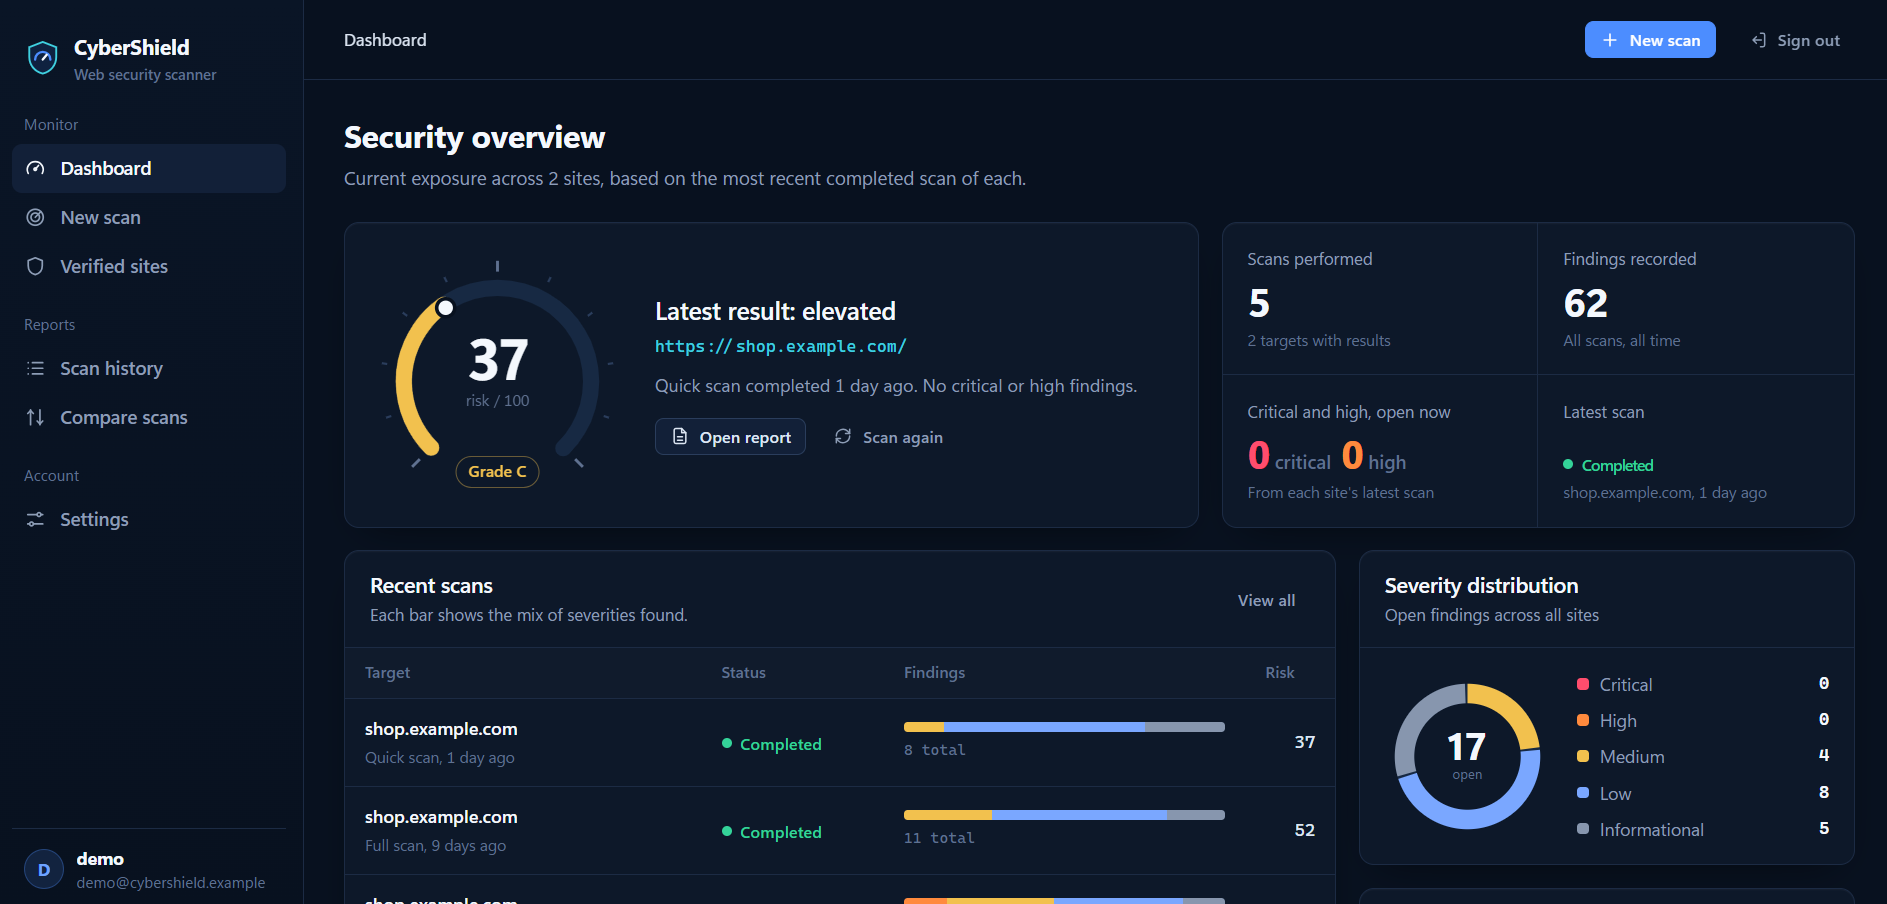 CyberShield
Web security scanner
Monitor
Dashboard
New scan
Verified sites
Reports
Scan history
Compare scans
Account
Settings
D
demo
demo@cybershield.example
Dashboard
New scan
Sign out
Security overview
Current exposure across 2 sites, based on the most recent completed scan of each.
37
risk / 100
Grade C
Latest result: elevated
https://shop.example.com/
Quick scan completed 1 day ago. No critical or high findings.
Open report
Scan again
Scans performed
5
2 targets with results
Findings recorded
62
All scans, all time
Critical and high, open now
0 critical 0 high
From each site's latest scan
Latest scan
Completed
shop.example.com, 1 day ago
Recent scans
Each bar shows the mix of severities found.
View all
Target Status Findings Risk
shop.example.com
Quick scan, 1 day ago
Completed
8 total
37
shop.example.com
Full scan, 9 days ago
Completed
11 total
52
shop.example.com
Severity distribution
Open findings across all sites
17
open
Critical 0
High 0
Medium 4
Low 8
Informational 5